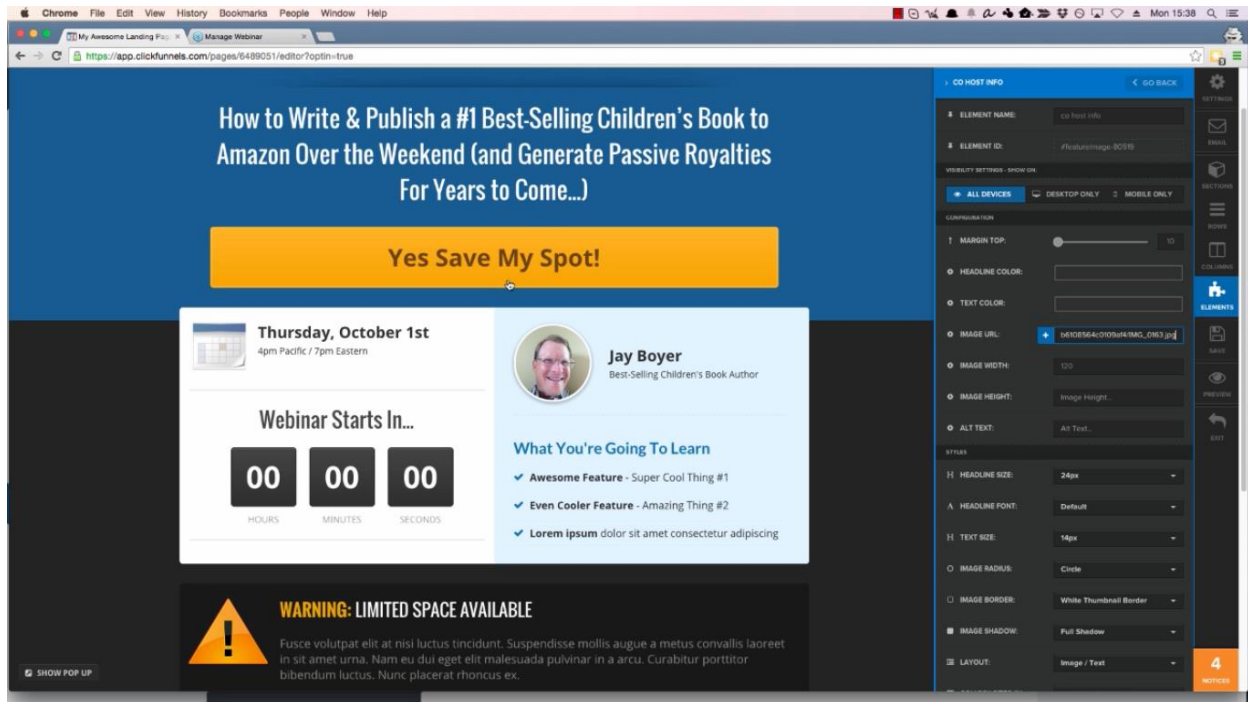 Chrome File Edit View History Bookmarks People Window Help
Mon 15:38
My Awesome Landing Pag
Manage Webinar
https://app.clickfunnels.com/pages/6489051/editor?optin=true
How to Write & Publish a #1 Best-Selling Children's Book to
Amazon Over the Weekend (and Generate Passive Royalties
For Years to Come...)
Yes Save My Spot!
Thursday, October 1st
4pm Pacific / 7pm Eastern
Webinar Starts In...
00 00 00
HOURS MINUTES SECONDS
Jay Boyer
Best-Selling Children's Book Author
What You're Going To Learn
Awesome Feature - Super Cool Thing #1
Even Cooler Feature - Amazing Thing #2
Lorem ipsum dolor sit amet consectetur adipiscing
WARNING: LIMITED SPACE AVAILABLE
Fusce volutpat elit at nisi luctus tincidunt. Suspendisse mollis augue a metus convallis laoreet
in sit amet urna. Nam eu dui eget elit malesuada pulvinar in a arcu. Curabitur porttitor
bibendum luctus. Nunc placerat rhoncus ex.
SHOW POP UP
CO HOST INFO
GO BACK
ELEMENT NAME: co host info
ELEMENT ID: #featureimage-80519
VISIBILITY SETTINGS - SHOW ON:
ALL DEVICES DESKTOP ONLY MOBILE ONLY
CONFIGURATION
MARGIN TOP: 10
HEADLINE COLOR:
TEXT COLOR:
IMAGE URL: b6108564c0109af4/IMG_0163.jpg
IMAGE WIDTH: 120
IMAGE HEIGHT: Image Height...
ALT TEXT: Alt Text...
STYLES
HEADLINE SIZE: 24px
HEADLINE FONT: Default
TEXT SIZE: 14px
IMAGE RADIUS: Circle
IMAGE BORDER: White Thumbnail Border
IMAGE SHADOW: Full Shadow
LAYOUT: Image / Text
SETTINGS
EMAIL
SECTIONS
ROWS
COLUMNS
ELEMENTS
SAVE
PREVIEW
EXIT
4
NOTICES